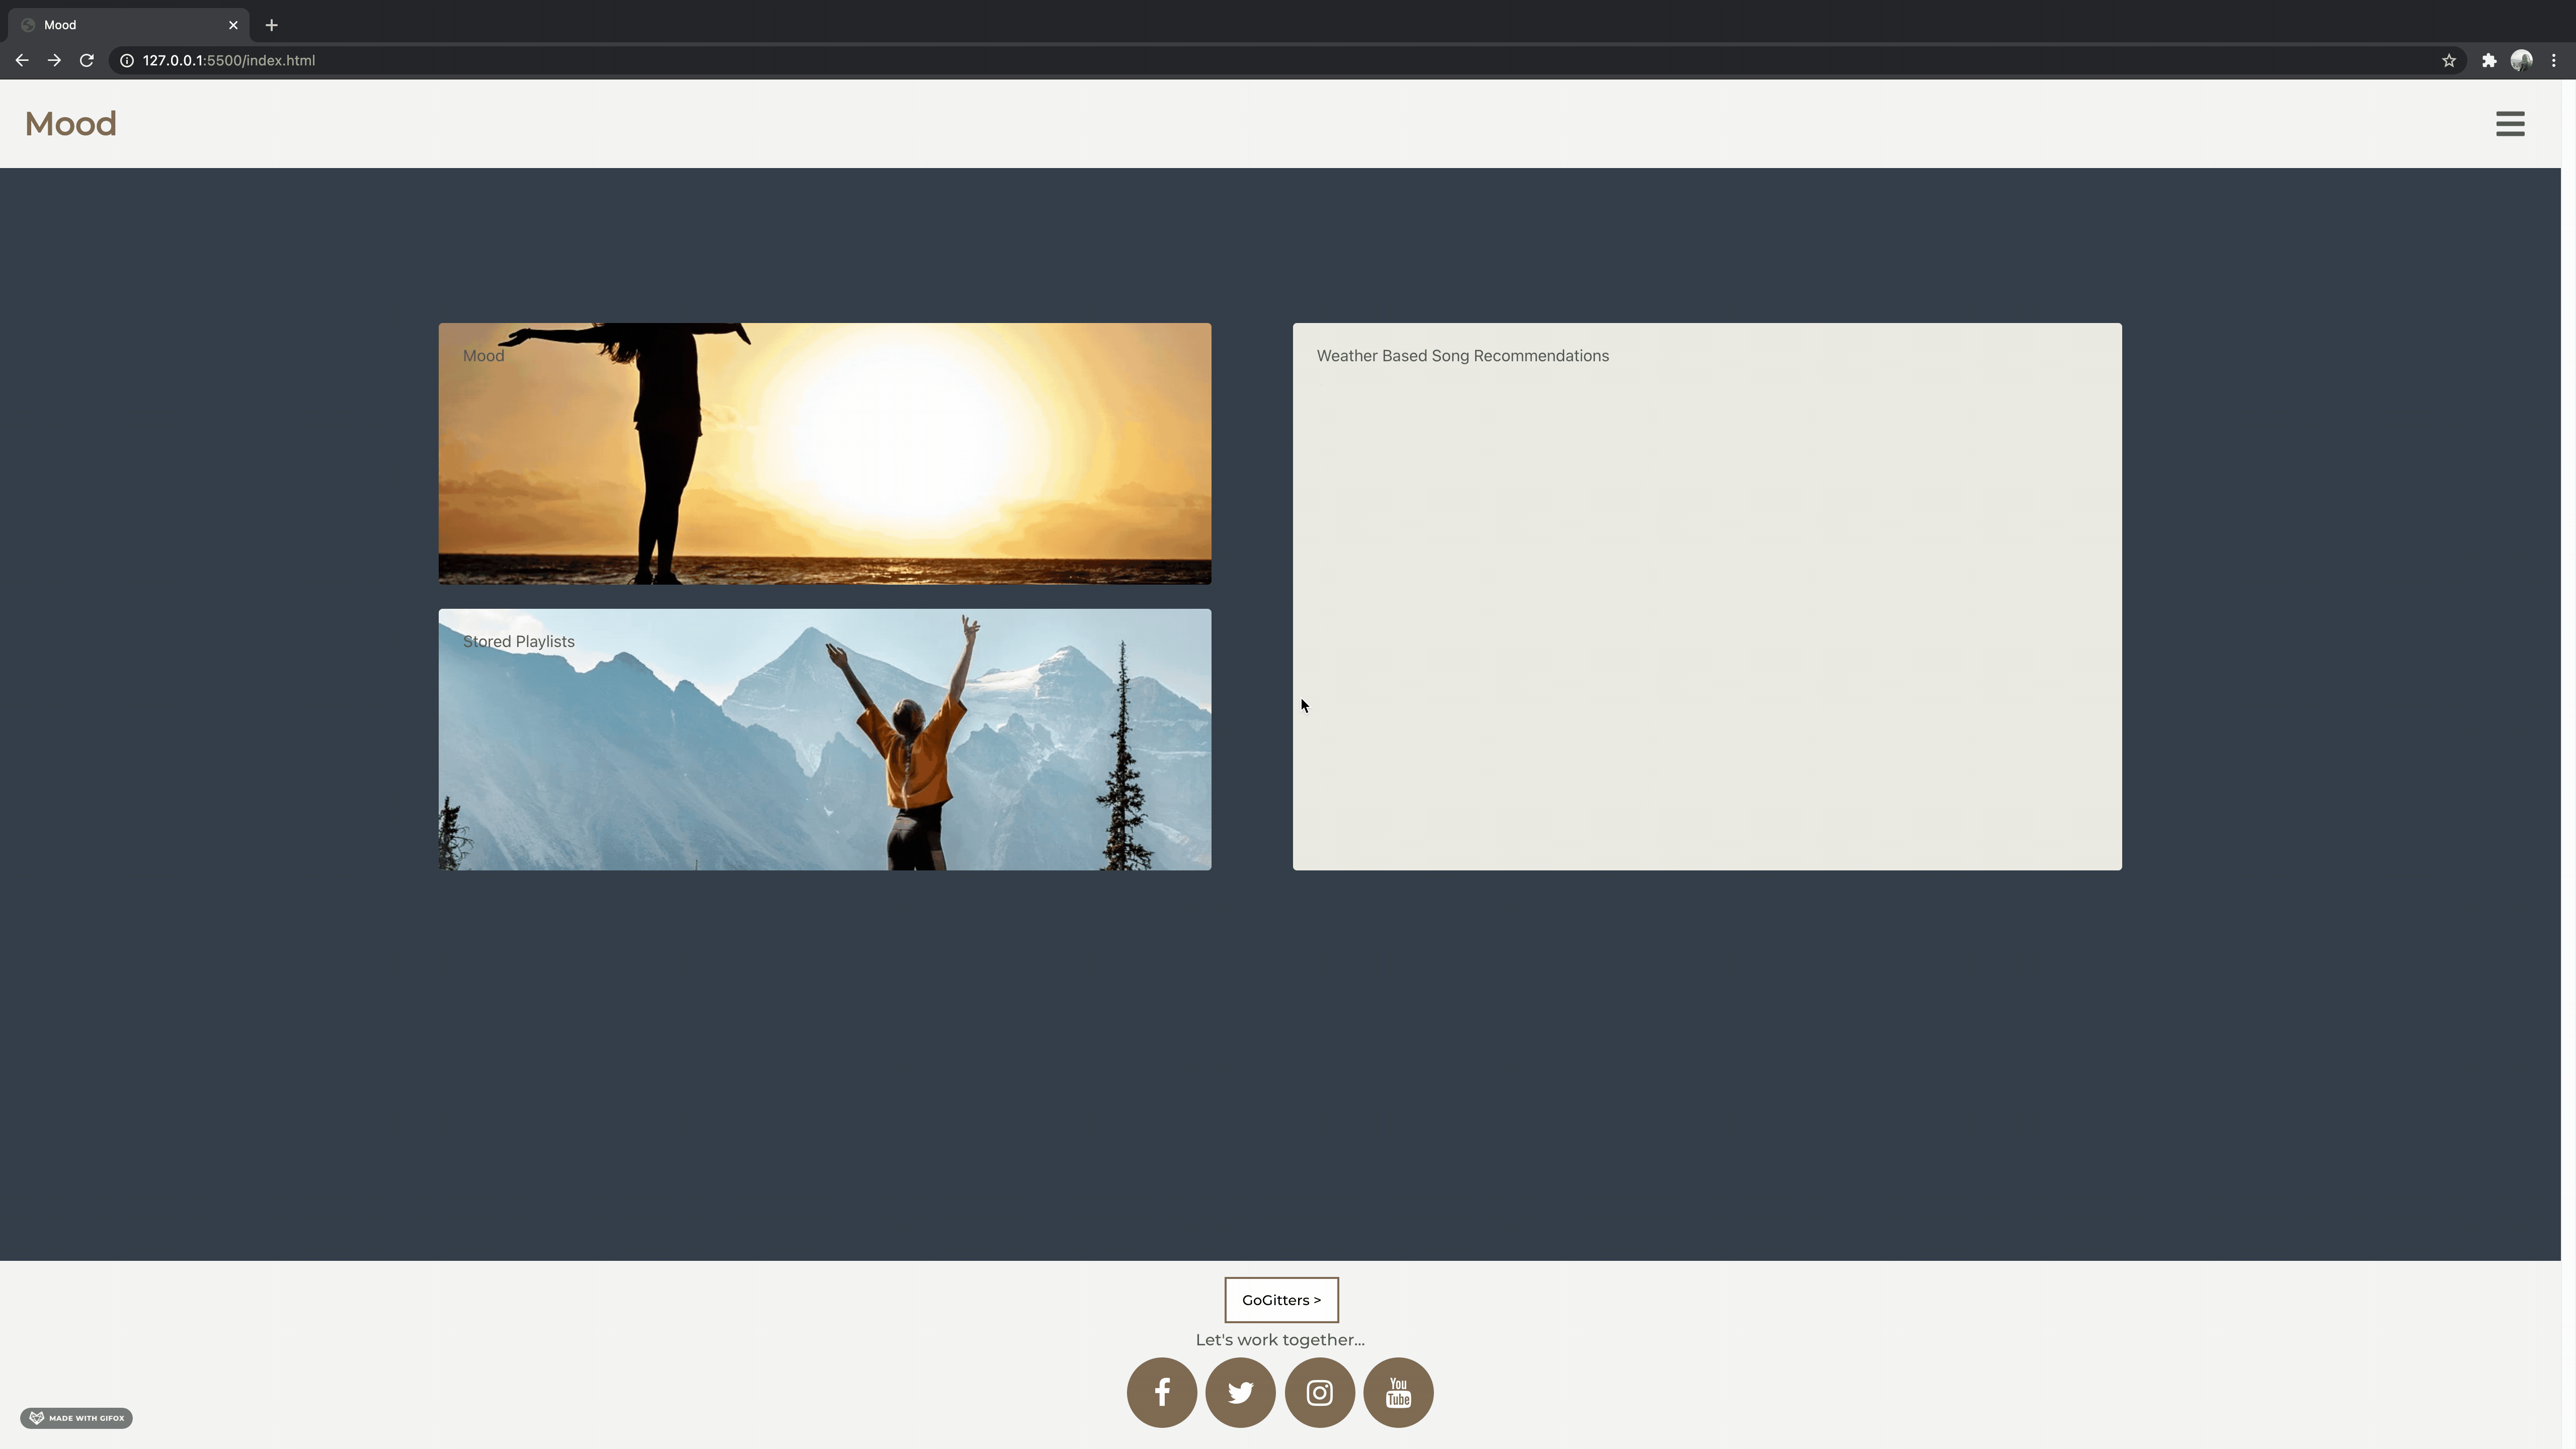 Mood
127.0.0.1:5500/index.html
Mood
Mood
Weather Based Song Recommendations
Stored Playlists
GoGitters >
Let's work together...
You
Tube
MADE WITH GIFOX